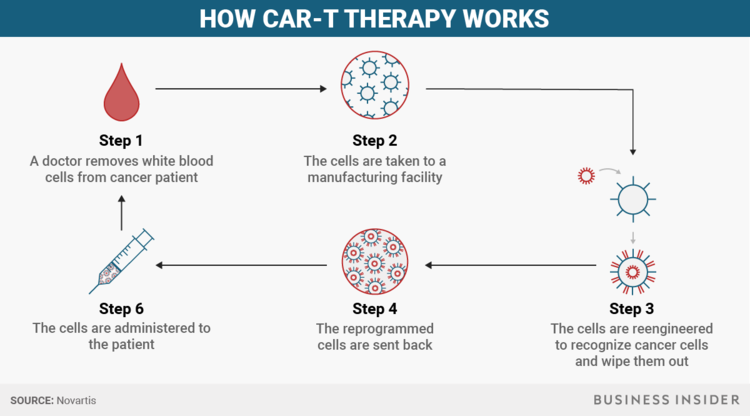 HOW CAR-T THERAPY WORKS
Step 1
A doctor removes white blood
cells from cancer patient
Step 2
The cells are taken to a
manufacturing facility
Step 3
The cells are reengineered
to recognize cancer cells
and wipe them out
Step 4
The reprogrammed
cells are sent back
Step 6
The cells are administered to
the patient
SOURCE: Novartis
BUSINESS INSIDER